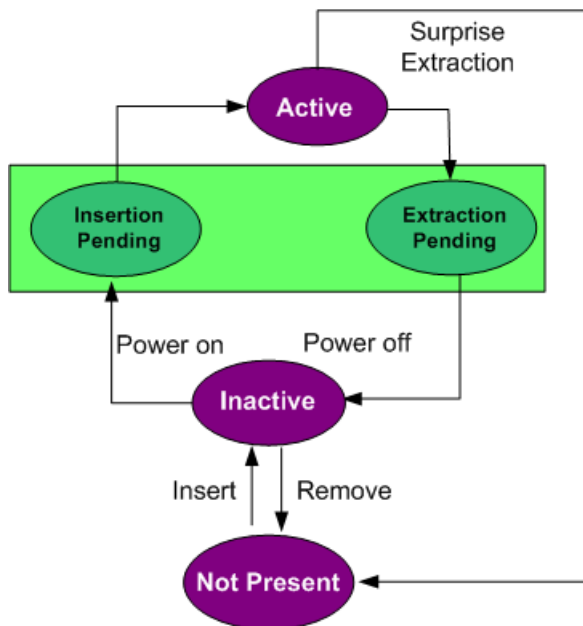 Surprise
Extraction
Active
Insertion
Pending
Extraction
Pending
Power on
Power off
Inactive
Insert
Remove
Not Present